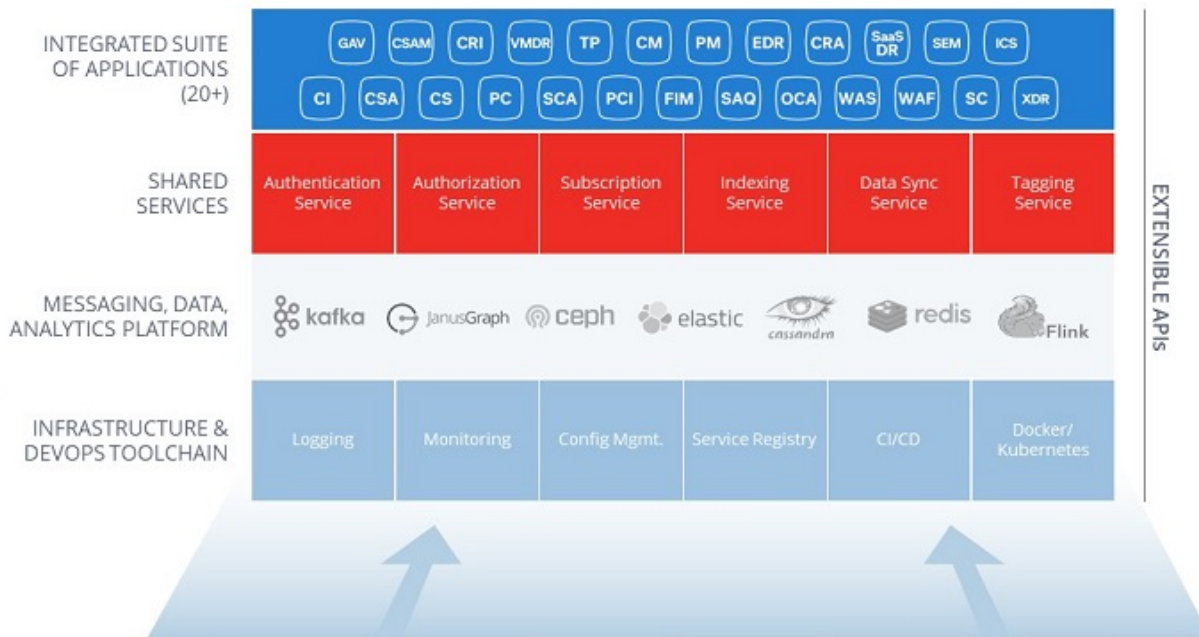 INTEGRATED SUITE
OF APPLICATIONS
(20+)
GAV CSAM CRI VMDR TP CM PM EDR CRA SaaS DR SEM ICS
CI CSA CS PC SCA PCI FIM SAQ OCA WAS WAF SC XDR
SHARED
SERVICES
Authentication
Service
Authorization
Service
Subscription
Service
Indexing
Service
Data Sync
Service
Tagging
Service
MESSAGING, DATA,
ANALYTICS PLATFORM
kafka JanusGraph ceph elastic cassandra redis Flink
INFRASTRUCTURE &
DEVOPS TOOLCHAIN
Logging
Monitoring
Config Mgmt.
Service Registry
CI/CD
Docker/
Kubernetes
EXTENSIBLE APIs